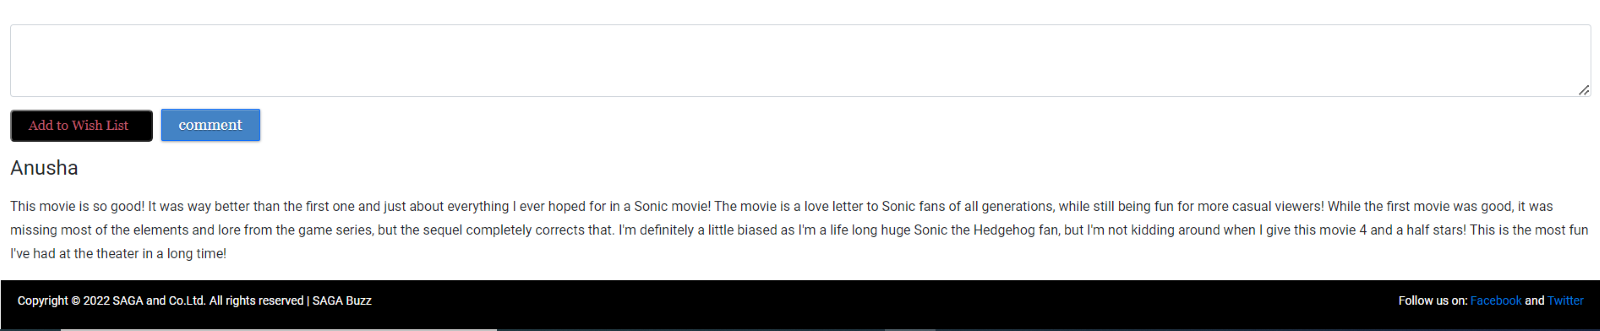 Add to Wish List comment
Anusha
This movie is so good! It was way better than the first one and just about everything I ever hoped for in a Sonic movie! The movie is a love letter to Sonic fans of all generations, while still being fun for more casual viewers! While the first movie was good, it was
missing most of the elements and lore from the game series, but the sequel completely corrects that. I'm definitely a little biased as I'm a life long huge Sonic the Hedgehog fan, but I'm not kidding around when I give this movie 4 and a half stars! This is the most fun
I've had at the theater in a long time!
Copyright © 2022 SAGA and Co.Ltd. All rights reserved | SAGA Buzz Follow us on: Facebook and Twitter